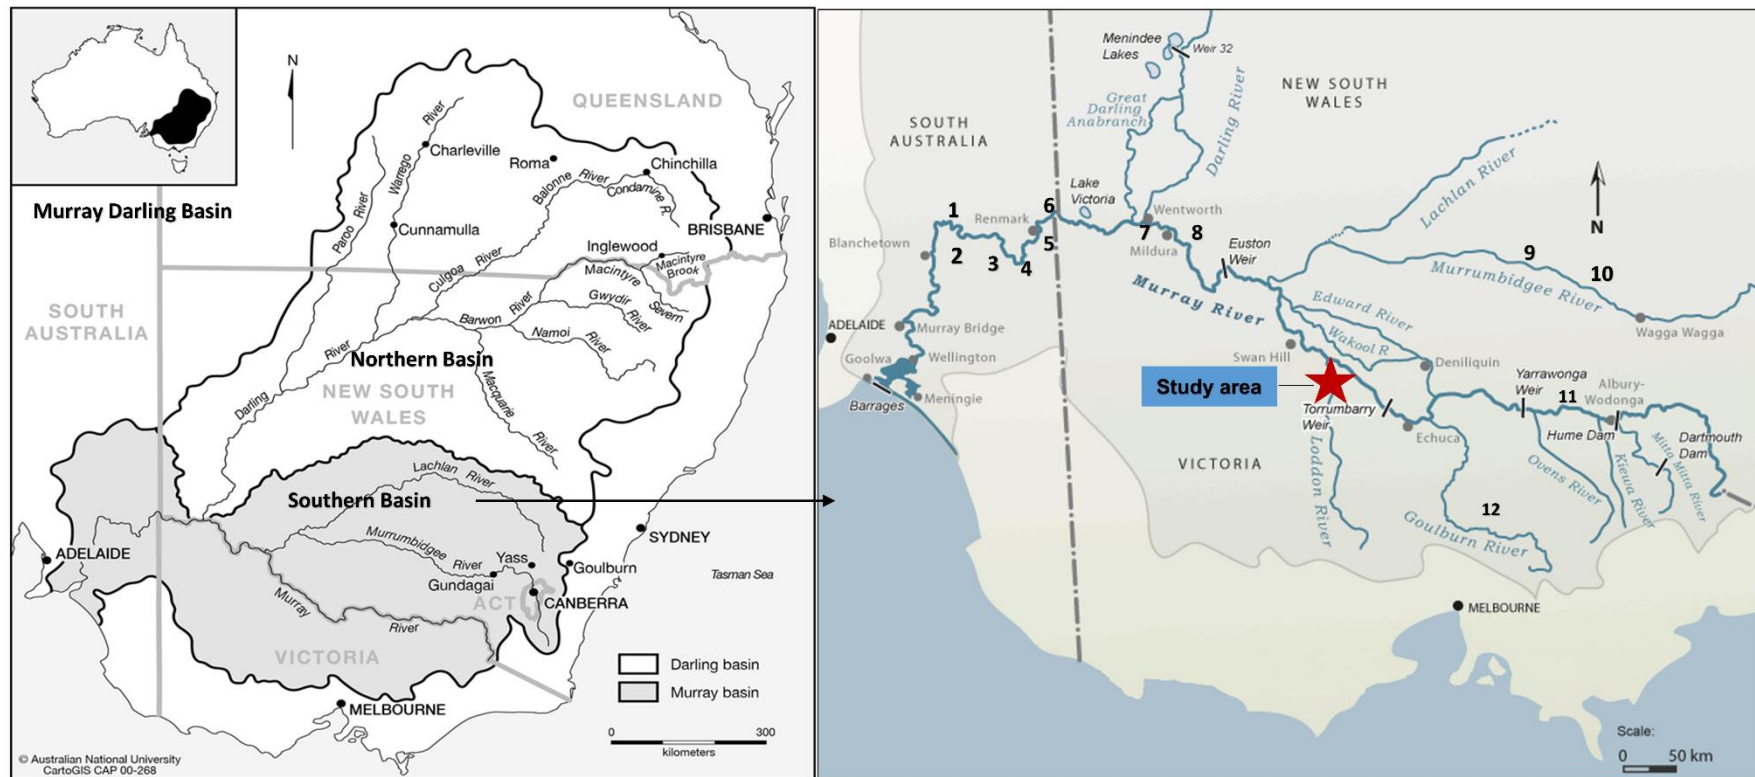 N
QUEENSLAND
River
Charleville
Roma
Chinchilla
Warrego
Balonne River
Condamine R.
Murray Darling Basin
Paroo River
Cunnamulla
BRISBANE
Inglewood
Macintyre
Brook
Culgoa River
Macintyre
SOUTH
AUSTRALIA
Gwydir
River
Severn
Barwon River
Namoi
River
River
Northern Basin
NEW SOUTH
WALES
Darling
Macquarie
River
Lachlan River
Southern Basin
Murrumbidgee
River
Yass
SYDNEY
ADELAIDE
Gundagai
Goulburn
Tasman Sea
ACT
CANBERRA
Murray
River
VICTORIA
Darling basin
Murray basin
MELBOURNE
0 300
kilometers
© Australian National University
CartoGIS CAP 00-268
Menindee
Lakes
Weir 32
NEW SOUTH
WALES
Great
Darling
Anabranch
Darling River
SOUTH
AUSTRALIA
Lachlan River
N
Lake
Victoria
1
Renmark
6
Wentworth
Blanchetown
2
3
4
5
7
Mildura
8
Euston
Weir
9
10
Murrumbidgee River
Murray River
Edward River
Wakool R
ADELAIDE
Murray Bridge
Wagga Wagga
Goolwa
Wellington
Swan Hill
Deniliquin
Study area
Yarrawonga
Weir
Albury-
Wodonga
Meningie
Barrages
11
Torrumbarry
Weir
Echuca
Hume Dam
Dartmouth
Dam
Mitta Mitta River
Kiewa River
Ovens River
VICTORIA
Loddon River
12
Goulburn River
MELBOURNE
Scale:
0 50 km